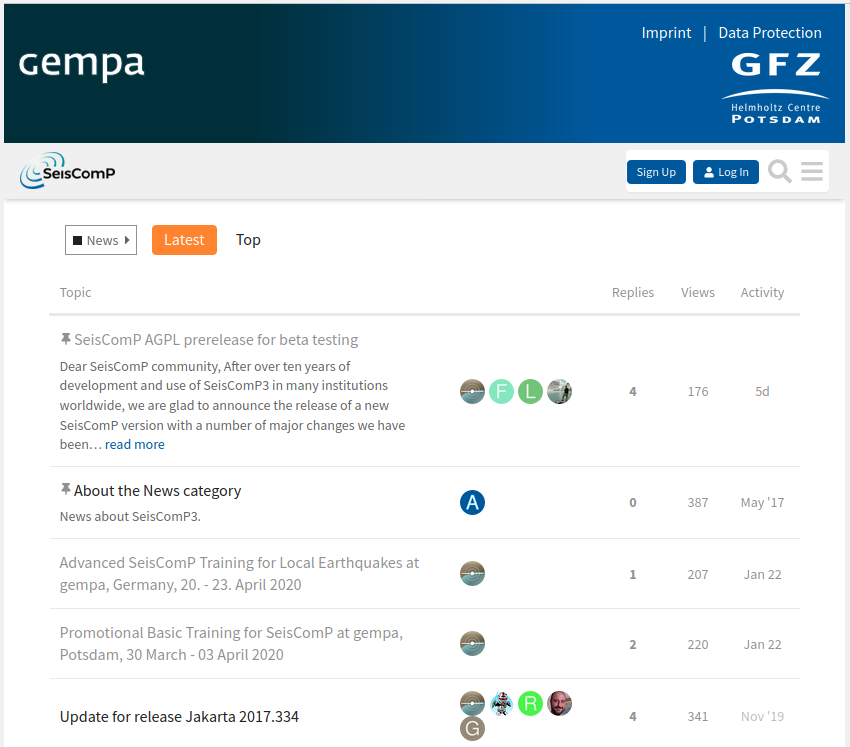 gempa
Imprint | Data Protection
GFZ
Helmholtz Centre
POTSDAM
SeisComP
Sign Up
Log In
News
Latest
Top
Topic
Replies
Views
Activity
SeisComP AGPL prerelease for beta testing
Dear SeisComP community, After over ten years of
development and use of SeisComP3 in many institutions
worldwide, we are glad to announce the release of a new
SeisComP version with a number of major changes we have
been… read more
F
L
4
176
5d
About the News category
News about SeisComP3.
A
0
387
May '17
Advanced SeisComP Training for Local Earthquakes at
gempa, Germany, 20. - 23. April 2020
1
207
Jan 22
Promotional Basic Training for SeisComP at gempa,
Potsdam, 30 March - 03 April 2020
2
220
Jan 22
Update for release Jakarta 2017.334
R
G
4
341
Nov '19